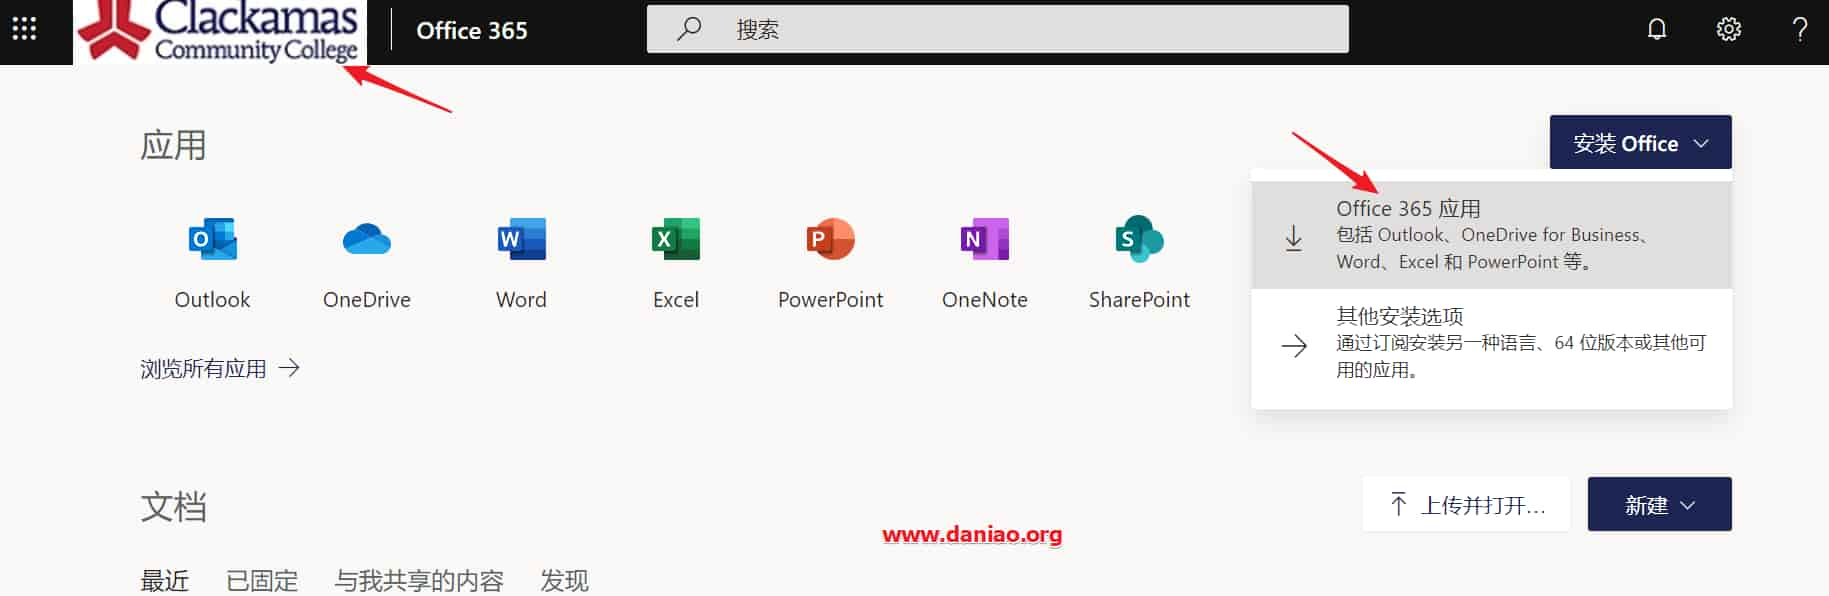 Clackamas
Community College
Office 365
搜索
应用
安装 Office
Outlook
OneDrive
Word
Excel
PowerPoint
OneNote
SharePoint
Office 365 应用
包括 Outlook、OneDrive for Business、
Word、Excel 和 PowerPoint 等。
其他安装选项
通过订阅安装另一种语言、64 位版本或其他可
用的应用。
浏览所有应用
文档
上传并打开...
新建
www.daniao.org
最近
已固定
与我共享的内容
发现